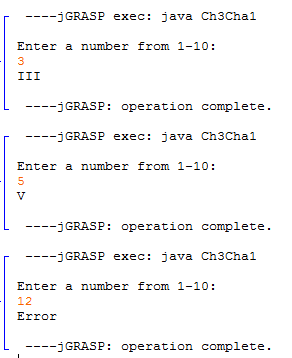 ----jGRASP exec: java Ch3Cha1
Enter a number from 1-10:
3
III
----jGRASP: operation complete.
----jGRASP exec: java Ch3Cha1
Enter a number from 1-10:
5
V
----jGRASP: operation complete.
----jGRASP exec: java Ch3Cha1
Enter a number from 1-10:
12
Error
----jGRASP: operation complete.